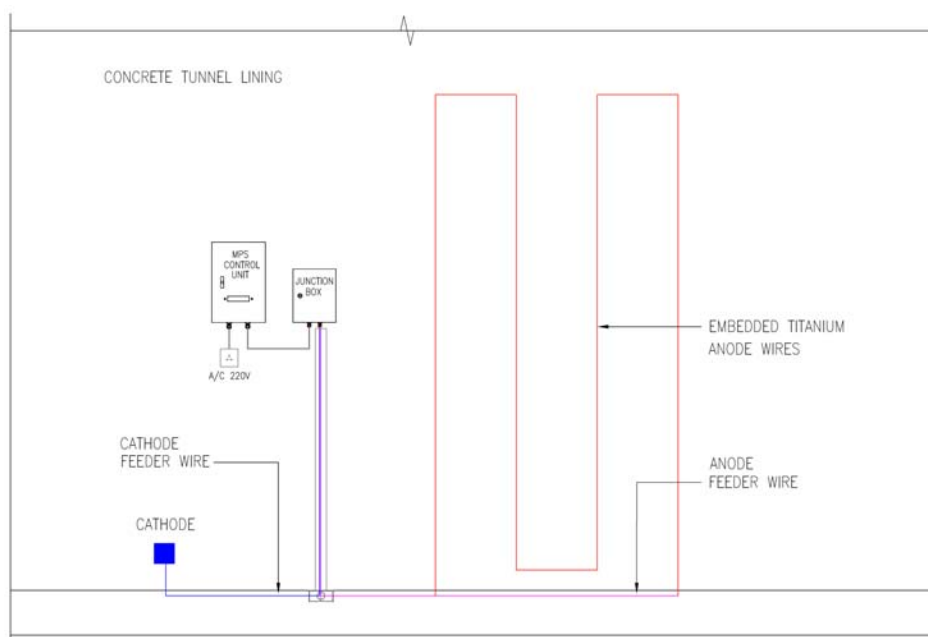 CONCRETE TUNNEL LINING
MPS
CONTROL
UNIT
JUNCTION
BOX
A/C 220V
EMBEDDED TITANIUM
ANODE WIRES
CATHODE
FEEDER WIRE
ANODE
FEEDER WIRE
CATHODE